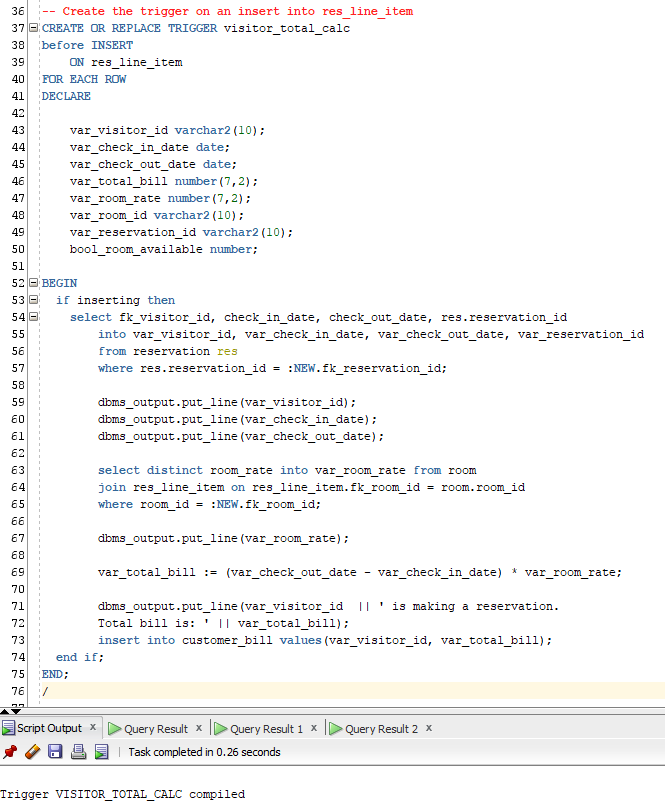 36 -- Create the trigger on an insert into res_line_item
37 CREATE OR REPLACE TRIGGER visitor_total_calc
38 before INSERT
39 ON res_line_item
40 FOR EACH ROW
41 DECLARE
42
43 var_visitor_id varchar2(10);
44 var_check_in_date date;
45 var_check_out_date date;
46 var_total_bill number(7,2);
47 var_room_rate number(7,2);
48 var_room_id varchar2(10);
49 var_reservation_id varchar2(10);
50 bool_room_available number;
51
52 BEGIN
53 if inserting then
54 select fk_visitor_id, check_in_date, check_out_date, res.reservation_id
55 into var_visitor_id, var_check_in_date, var_check_out_date, var_reservation_id
56 from reservation res
57 where res.reservation_id = :NEW.fk_reservation_id;
58
59 dbms_output.put_line(var_visitor_id);
60 dbms_output.put_line(var_check_in_date);
61 dbms_output.put_line(var_check_out_date);
62
63 select distinct room_rate into var_room_rate from room
64 join res_line_item on res_line_item.fk_room_id = room.room_id
65 where room_id = :NEW.fk_room_id;
66
67 dbms_output.put_line(var_room_rate);
68
69 var_total_bill := (var_check_out_date - var_check_in_date) * var_room_rate;
70
71 dbms_output.put_line(var_visitor_id || ' is making a reservation.
72 Total bill is: ' || var_total_bill);
73 insert into customer_bill values(var_visitor_id, var_total_bill);
74 end if;
75 END;
76 /
77
Script Output x Query Result x Query Result 1 x Query Result 2 x
Task completed in 0.26 seconds
Trigger VISITOR_TOTAL_CALC compiled